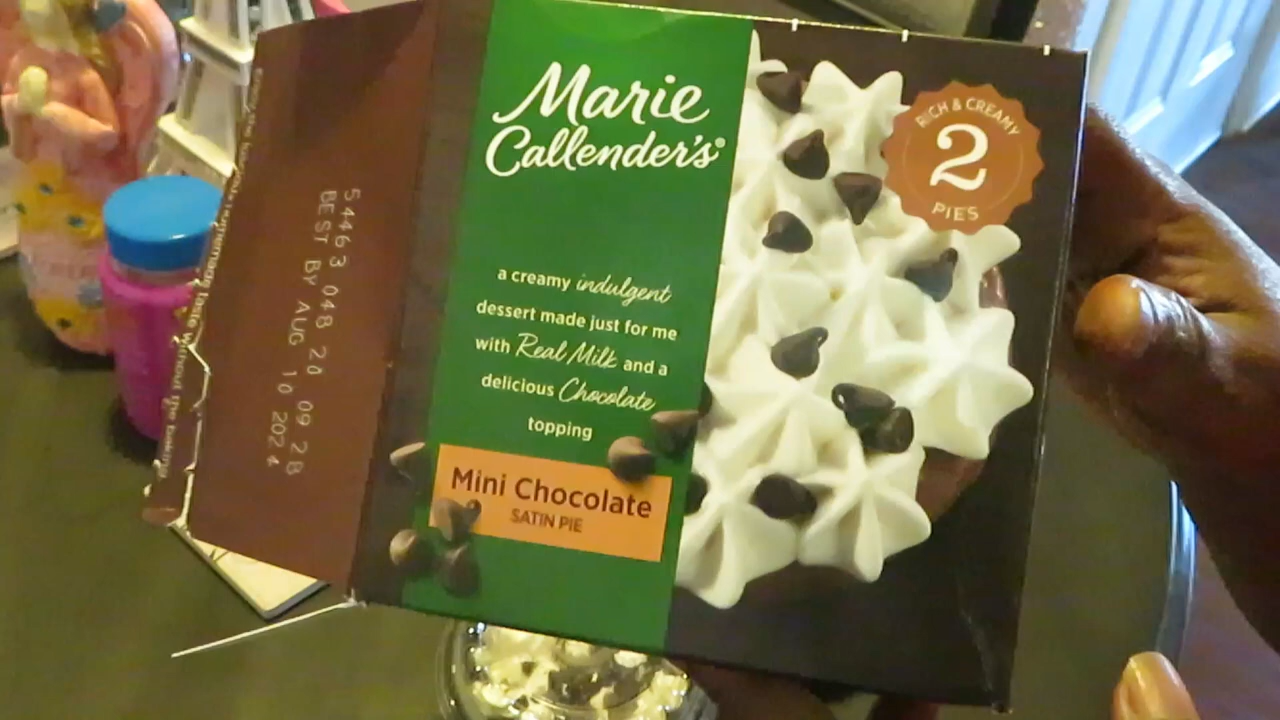 Marie
Callender's®
RICH & CREAMY
2
PIES
a creamy indulgent
dessert made just for me
with Real Milk and a
delicious Chocolate
topping
Mini Chocolate
SATIN PIE
54463 048 20 09 28
BEST BY AUG 10 2024